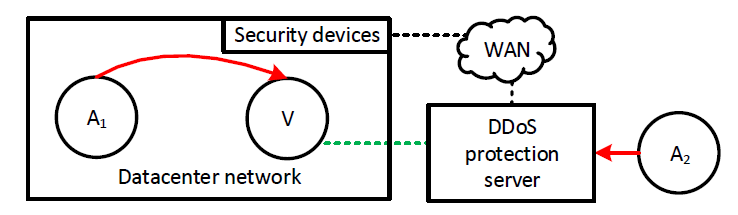 Security devices
WAN
A₁
V
DDoS
protection
server
A₂
Datacenter network